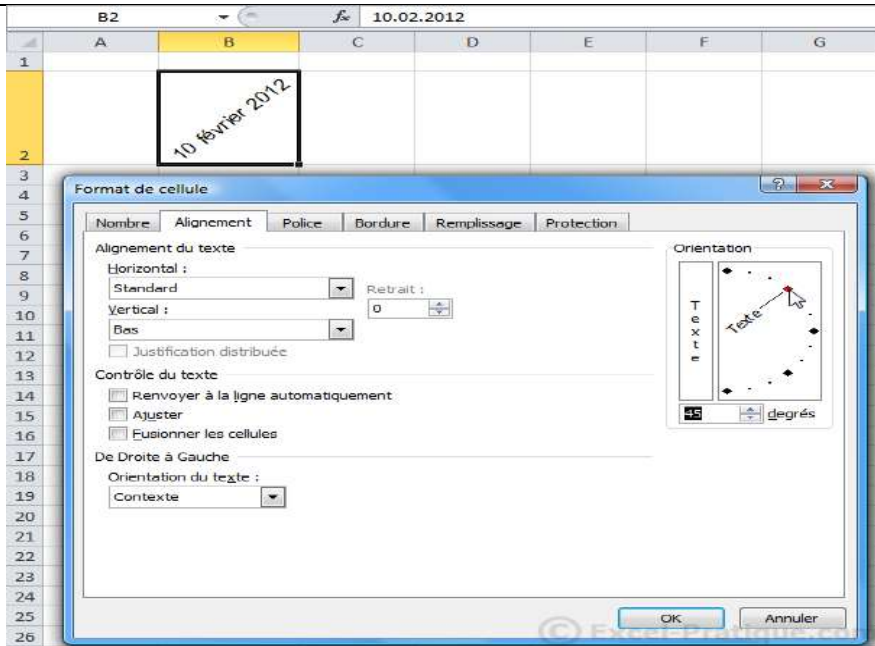 B2 fx 10.02.2012
A B C D E F G
1
10 février 2012
2
3
4
5
6
7
8
9
10
11
12
13
14
15
16
17
18
19
20
21
22
23
24
25
26
Format de cellule
Nombre Alignement Police Bordure Remplissage Protection
Alignement du texte
Horizontal :
Standard
Retrait :
Vertical :
0
Bas
Justification distribuée
Contrôle du texte
Renvoyer à la ligne automatiquement
Ajuster
Fusionner les cellules
De Droite à Gauche
Orientation du texte :
Contexte
Orientation
Texte
Texte
45 degrés
OK Annuler
© Excel-Pratique.com